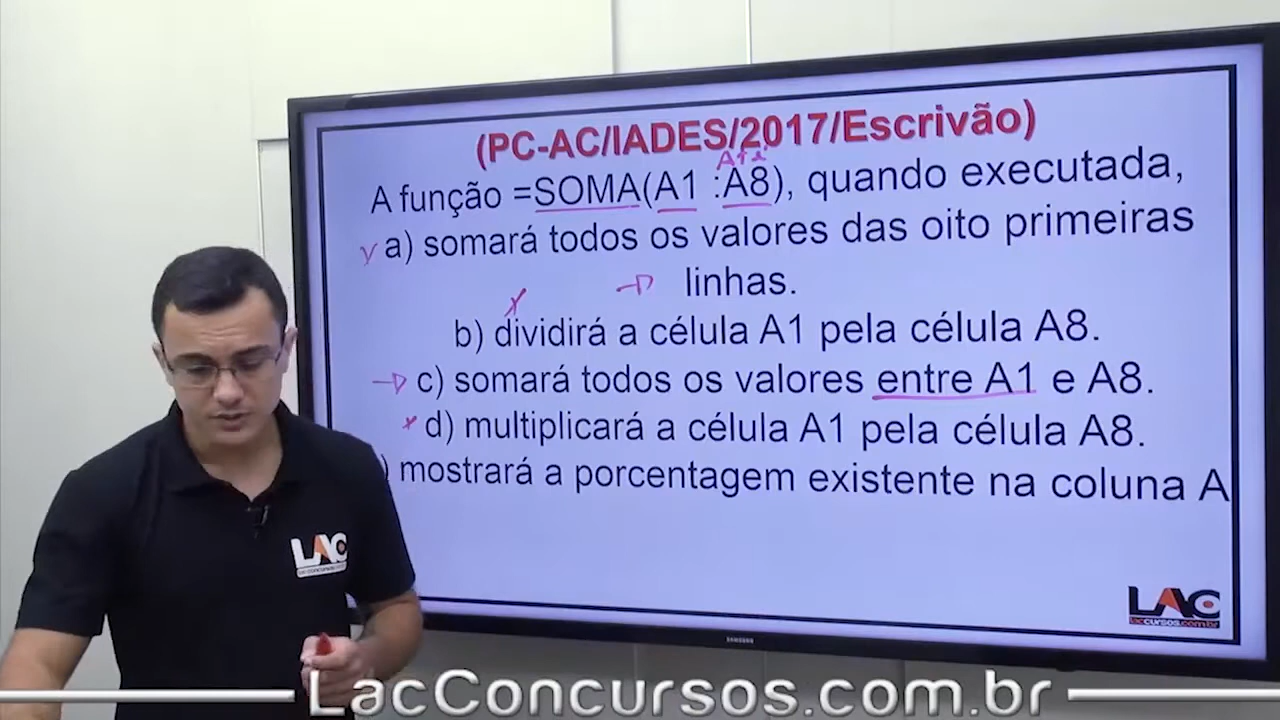 (PC-AC/IADES/2017/Escrivão)
Até
A função =SOMA(A1 :A8), quando executada,
a) somará todos os valores das oito primeiras
linhas.
b) dividirá a célula A1 pela célula A8.
c) somará todos os valores entre A1 e A8.
d) multiplicará a célula A1 pela célula A8.
) mostrará a porcentagem existente na coluna A
LAC
LAC
lacconcursos.com.br
SAMSUNG
LacConcursos.com.br